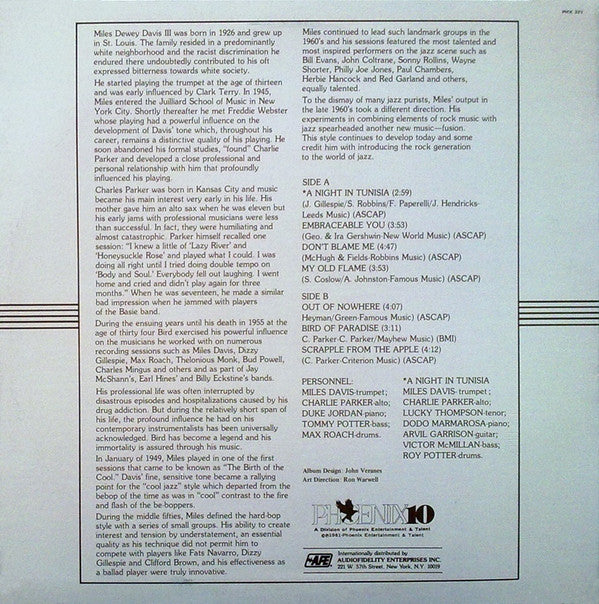 PHX 321
Miles Dewey Davis III was born in 1926 and grew up
in St. Louis. The family resided in a predominantly
white neighborhood and the racist discrimination he
endured there undoubtedly contributed to his oft
expressed bitterness towards white society.
He started playing the trumpet at the age of thirteen
and was early influenced by Clark Terry. In 1945,
Miles entered the Juilliard School of Music in New
York City. Shortly thereafter he met Freddie Webster
whose playing had a powerful influence on the
development of Davis' tone which, throughout his
career, remains a distinctive quality of his playing. He
soon abandoned his formal studies, "found" Charlie
Parker and developed a close professional and
personal relationship with him that profoundly
influenced his playing.
Charles Parker was born in Kansas City and music
became his main interest very early in his life. His
mother gave him an alto sax when he was eleven but
his early jams with professional musicians were less
than successful. In fact, they were humiliating and
almost catastrophic. Parker himself recalled one
session: "I knew a little of 'Lazy River' and
'Honeysuckle Rose' and played what I could. I was
doing all right until I tried doing double tempo on
'Body and Soul.' Everybody fell out laughing. I went
home and cried and didn't play again for three
months." When he was seventeen, he made a similar
bad impression when he jammed with players
of the Basie band.
During the ensuing years until his death in 1955 at the
age of thirty four Bird exercised his powerful influence
on the musicians he worked with on numerous
recording sessions such as Miles Davis, Dizzy
Gillespie, Max Roach, Thelonious Monk, Bud Powell,
Charles Mingus and others and as part of Jay
McShann's, Earl Hines' and Billy Eckstine's bands.
His professional life was often interrupted by
disastrous episodes and hospitalizations caused by his
drug addiction. But during the relatively short span of
his life, the profound influence he had on his
contemporary instrumentalists has been universally
acknowledged. Bird has become a legend and his
immortality is assured through his music.
In January of 1949, Miles played in one of the first
sessions that came to be known as "The Birth of the
Cool." Davis' fine, sensitive tone became a rallying
point for the "cool jazz" style which departed from the
bebop of the time as was in "cool" contrast to the fire
and flash of the be-boppers.
During the middle fifties, Miles defined the hard-bop
style with a series of small groups. His ability to create
interest and tension by understatement, an essential
quality as his technique did not permit him to
compete with players like Fats Navarro, Dizzy
Gillespie and Clifford Brown, and his effectiveness as
a ballad player were truly innovative.
Miles continued to lead such landmark groups in the
1960's and his sessions featured the most talented and
most inspired performers on the jazz scene such as
Bill Evans, John Coltrane, Sonny Rollins, Wayne
Shorter, Philly Joe Jones, Paul Chambers,
Herbie Hancock and Red Garland and others,
equally talented.
To the dismay of many jazz purists, Miles' output in
the late 1960's took a different direction. His
experiments in combining elements of rock music with
jazz spearheaded another new music—fusion.
This style continues to develop today and some
credit him with introducing the rock generation
to the world of jazz.
SIDE A
*A NIGHT IN TUNISIA (2:59)
(J. Gillespie/S. Robbins/F. Paperelli/J. Hendricks-
Leeds Music) (ASCAP)
EMBRACEABLE YOU (3:53)
(Geo. & Ira Gershwin-New World Music) (ASCAP)
DON'T BLAME ME (4:47)
(McHugh & Fields-Robbins Music) (ASCAP)
MY OLD FLAME (3:53)
(S. Coslow/A. Johnston-Famous Music) (ASCAP)
SIDE B
OUT OF NOWHERE (4:07)
Heyman/Green-Famous Music) (ASCAP)
BIRD OF PARADISE (3:11)
C. Parker-C. Parker/Mayhew Music) (BMI)
SCRAPPLE FROM THE APPLE (4:12)
(C. Parker-Criterion Music) (ASCAP)
PERSONNEL:
MILES DAVIS-trumpet;
CHARLIE PARKER-alto;
DUKE JORDAN-piano;
TOMMY POTTER-bass;
MAX ROACH-drums.
*A NIGHT IN TUNISIA
MILES DAVIS-trumpet;
CHARLIE PARKER-alto;
LUCKY THOMPSON-tenor;
DODO MARMAROSA-piano;
ARVIL GARRISON-guitar;
VICTOR McMILLAN-bass;
ROY PORTER-drums.
Album Design: John Vernnes
Art Direction: Ron Warwell
PHOENIX10
A Division of Phoenix Entertainment & Talent
©℗1981-Phoenix Entertainment & Talent
AFE
Internationally distributed by
AUDIOFIDELITY ENTERPRISES INC.
221 W. 57th Street, New York, N.Y. 10019